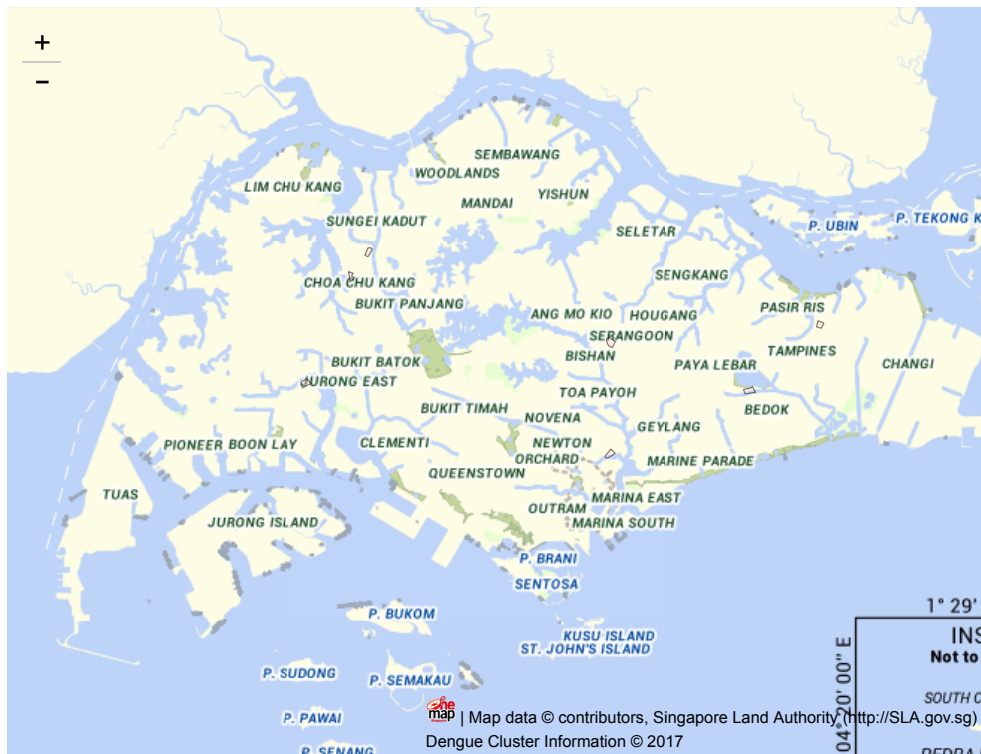 +
−
SEMBAWANG
WOODLANDS
LIM CHU KANG
YISHUN
MANDAI
SUNGEI KADUT
P. UBIN
P. TEKONG K
SELETAR
SENGKANG
CHOA CHU KANG
BUKIT PANJANG
ANG MO KIO
HOUGANG
PASIR RIS
SERANGOON
BISHAN
TAMPINES
BUKIT BATOK
PAYA LEBAR
CHANGI
JURONG EAST
TOA PAYOH
BUKIT TIMAH
NOVENA
BEDOK
GEYLANG
PIONEER BOON LAY
CLEMENTI
NEWTON
ORCHARD
MARINE PARADE
QUEENSTOWN
TUAS
MARINA EAST
OUTRAM
JURONG ISLAND
MARINA SOUTH
P. BRANI
SENTOSA
P. BUKOM
KUSU ISLAND
ST. JOHN'S ISLAND
P. SUDONG
P. SEMAKAU
P. PAWAI
P. SENANG
1° 29'
INS
Not to
04° 20' 00" E
SOUTH C
PEDRA
one map | Map data © contributors, Singapore Land Authority (http://SLA.gov.sg)
Dengue Cluster Information © 2017